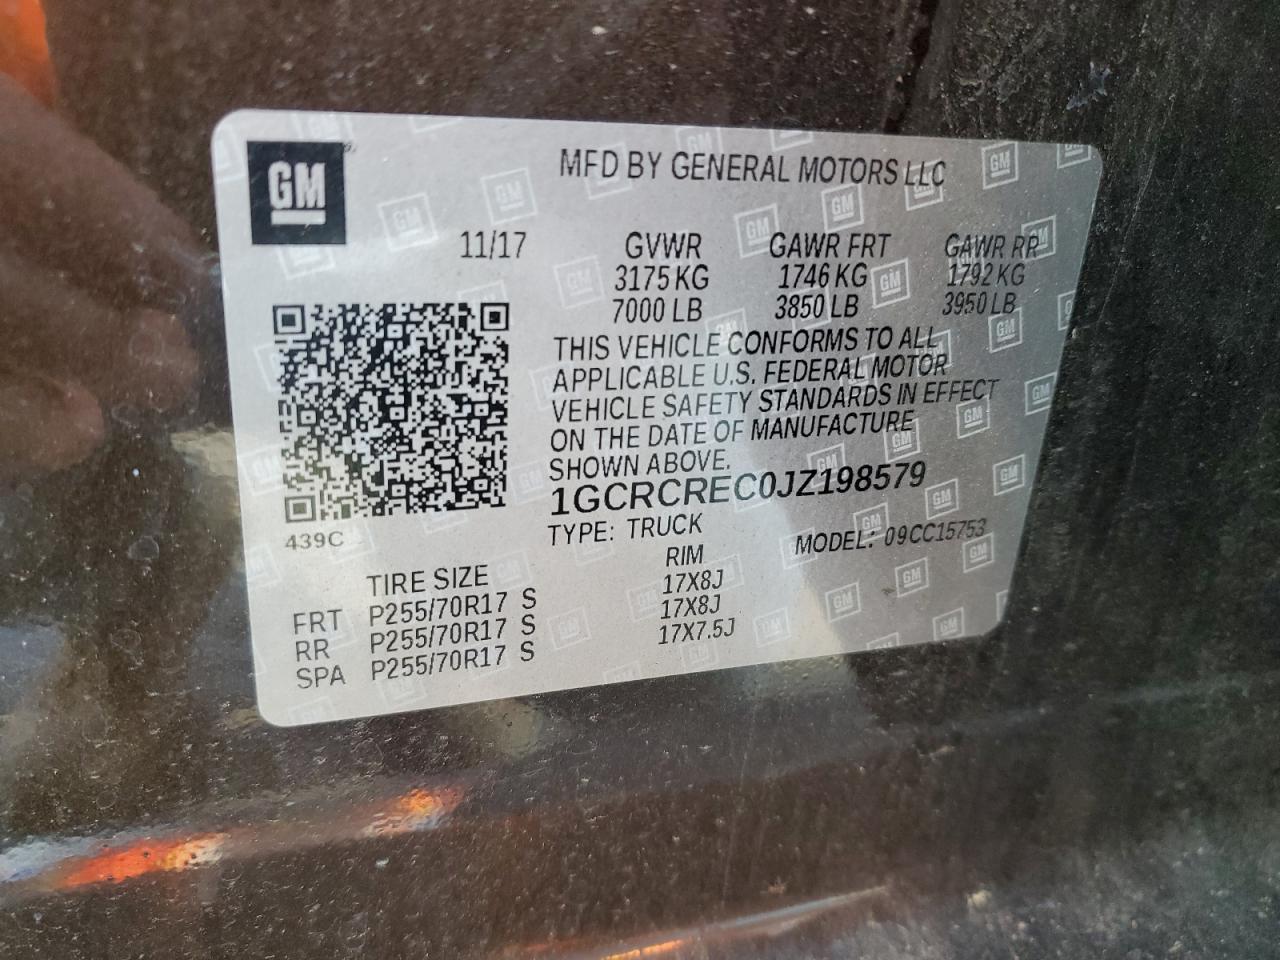 GM
MFD BY GENERAL MOTORS LLC
11/17 GVWR GAWR FRT GAWR RR
3175 KG 1746 KG 1792 KG
7000 LB 3850 LB 3950 LB
THIS VEHICLE CONFORMS TO ALL
APPLICABLE U.S. FEDERAL MOTOR
VEHICLE SAFETY STANDARDS IN EFFECT
ON THE DATE OF MANUFACTURE
SHOWN ABOVE.
1GCRCREC0JZ198579
439C
TYPE: TRUCK MODEL: 09CC15753
TIRE SIZE RIM
FRT P255/70R17 S 17X8J
RR P255/70R17 S 17X8J
SPA P255/70R17 S 17X7.5J